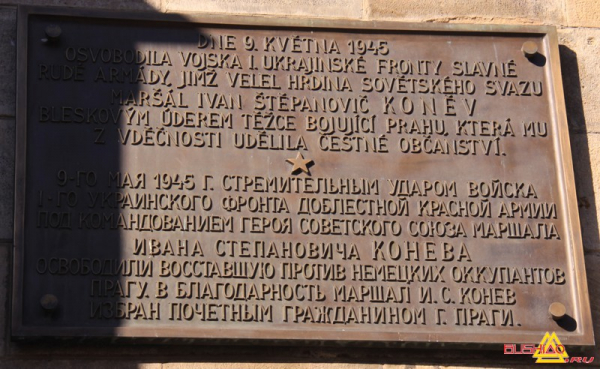 DNE 9. KVĚTNA 1945
OSVOBODILA VOJSKA I. UKRAJINSKÉ FRONTY SLAVNÉ
RUDÉ ARMÁDY, JIMŽ VELEL HRDINA SOVĚTSKÉHO SVAZU
MARŠÁL IVAN ŠTĚPANOVIČ KONĚV
BLESKOVÝM ÚDEREM TĚŽCE BOJUJÍCÍ PRAHU, KTERÁ MU
Z VDĚČNOSTI UDĚLILA ČESTNÉ OBČANSTVÍ.
9-ГО МАЯ 1945 Г. СТРЕМИТЕЛЬНЫМ УДАРОМ ВОЙСКА
I-ГО УКРАИНСКОГО ФРОНТА ДОБЛЕСТНОЙ КРАСНОЙ АРМИИ
ПОД КОМАНДОВАНИЕМ ГЕРОЯ СОВЕТСКОГО СОЮЗА МАРШАЛА
ИВАНА СТЕПАНОВИЧА КОНЕВА
ОСВОБОДИЛИ ВОССТАВШУЮ ПРОТИВ НЕМЕЦКИХ ОККУПАНТОВ
ПРАГУ. В БЛАГОДАРНОСТЬ МАРШАЛ И. С. КОНЕВ
ИЗБРАН ПОЧЕТНЫМ ГРАЖДАНИНОМ Г. ПРАГИ.